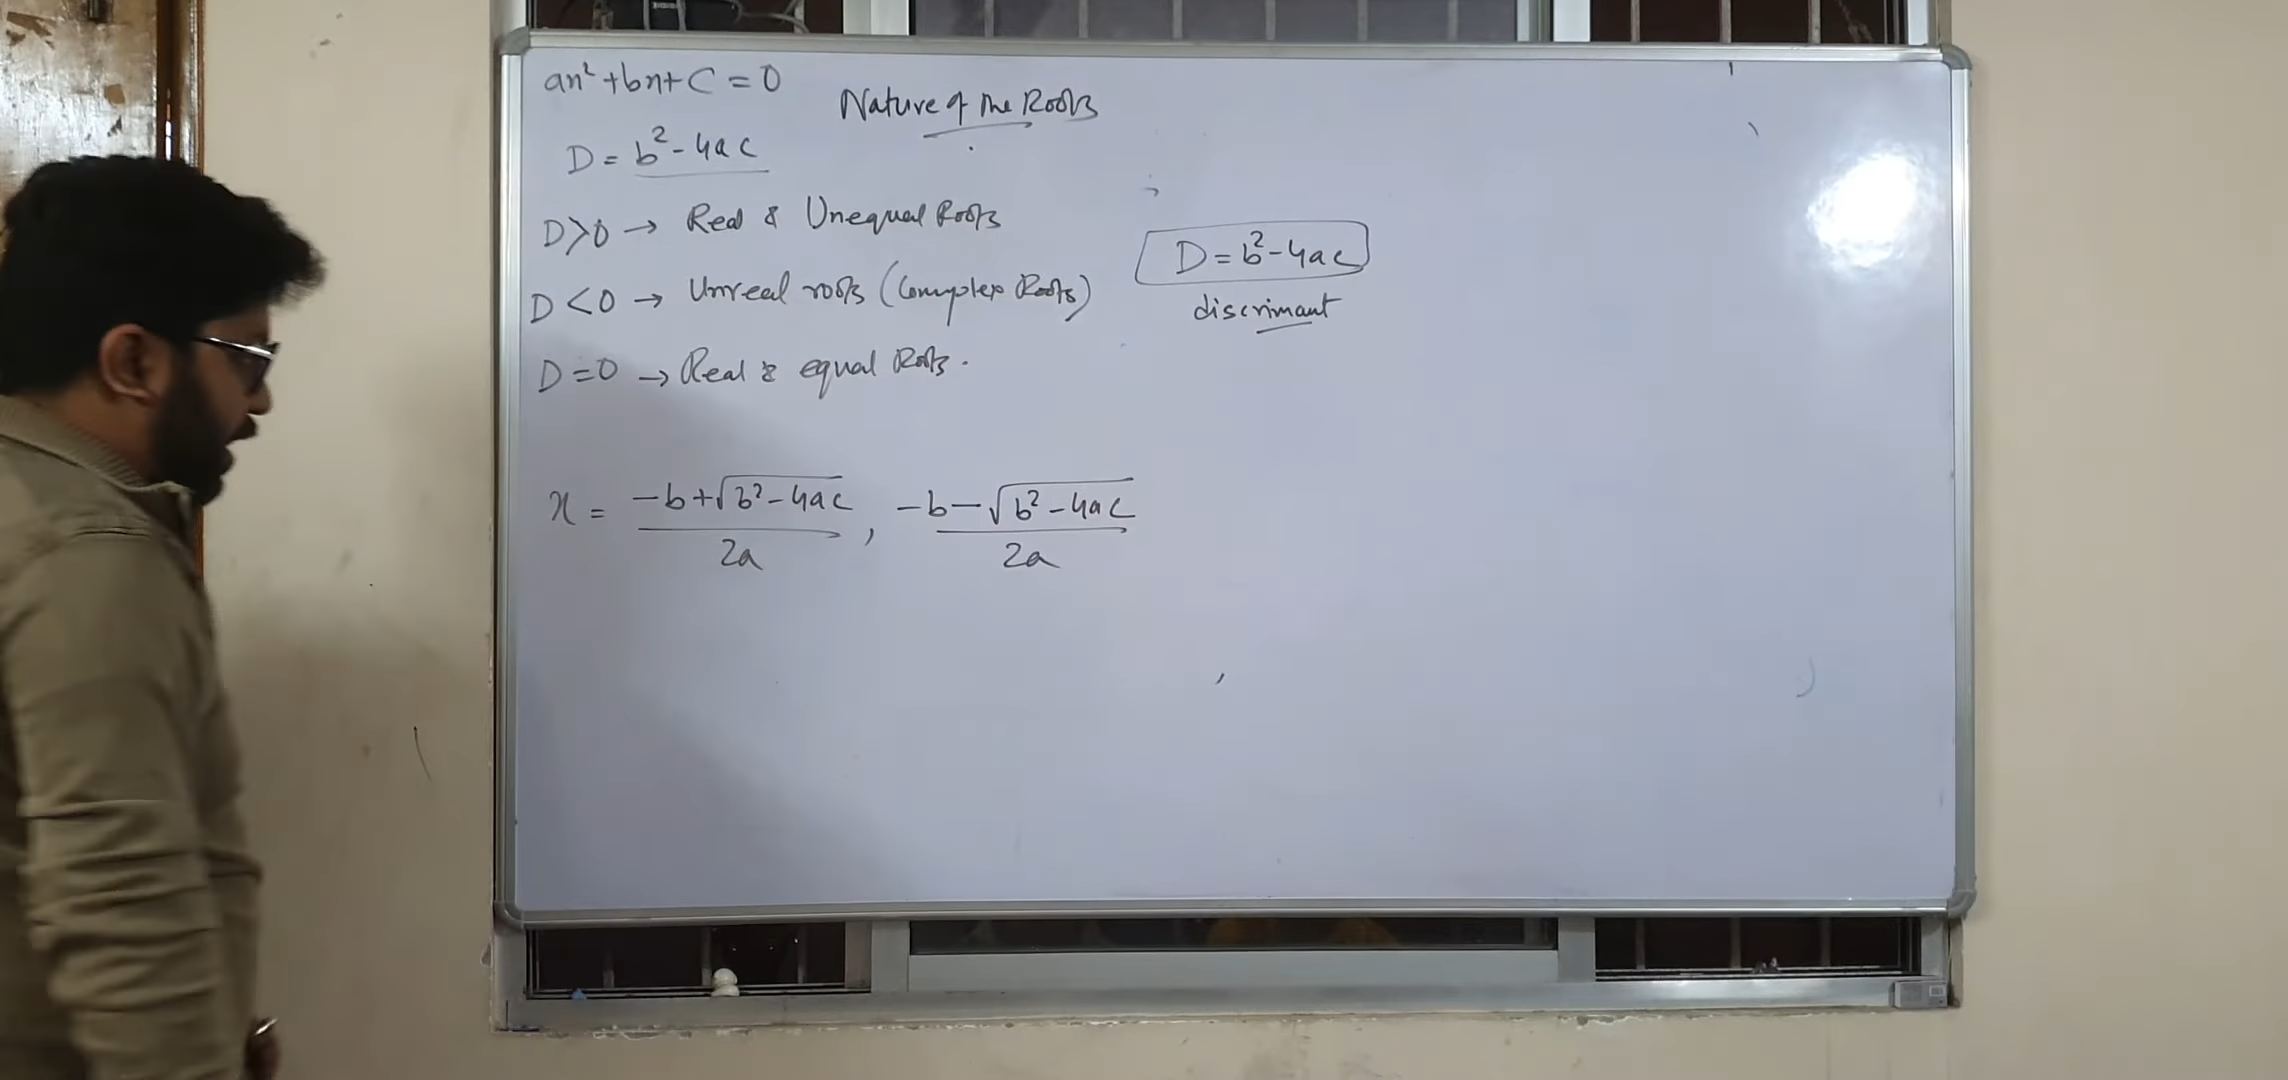 ax² + bx + C = 0
Nature of the Roots
D = b² - 4ac
D>0 → Real & Unequal Roots
D<0 → Unreal roots (Complex Roots)
D=0 → Real & equal Roots.
D = b² - 4ac
discrimant
x = -b+√b²-4ac / 2a , -b-√b²-4ac / 2a